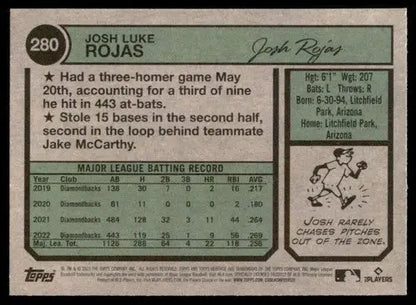 280
JOSH LUKE
ROJAS
Josh Rojas
★ Had a three-homer game May
20th, accounting for a third of nine
he hit in 443 at-bats.
★ Stole 15 bases in the second half,
second in the loop behind teammate
Jake McCarthy.
Hgt: 6'1" Wgt: 207
Bats: L Throws: R
Born: 6-30-94, Litchfield
Park, Arizona
Home: Litchfield Park,
Arizona
MAJOR LEAGUE BATTING RECORD
Year Club AB H 2B 3B HR RBI AVG
2019 Diamondbacks 138 30 2 16 .217
2020 Diamondbacks 61 11 0 0 0 2 .180
2021 Diamondbacks 484 128 32 3 11 44 .264
2022 Diamondbacks 443 119 25 1 9 56 .269
Maj. Lea. Tot. 1126 288 64 4 22 118 .256
JOSH RARELY
CHASES PITCHES
OUT OF THE ZONE.
Topps
MLB
PLAYERS